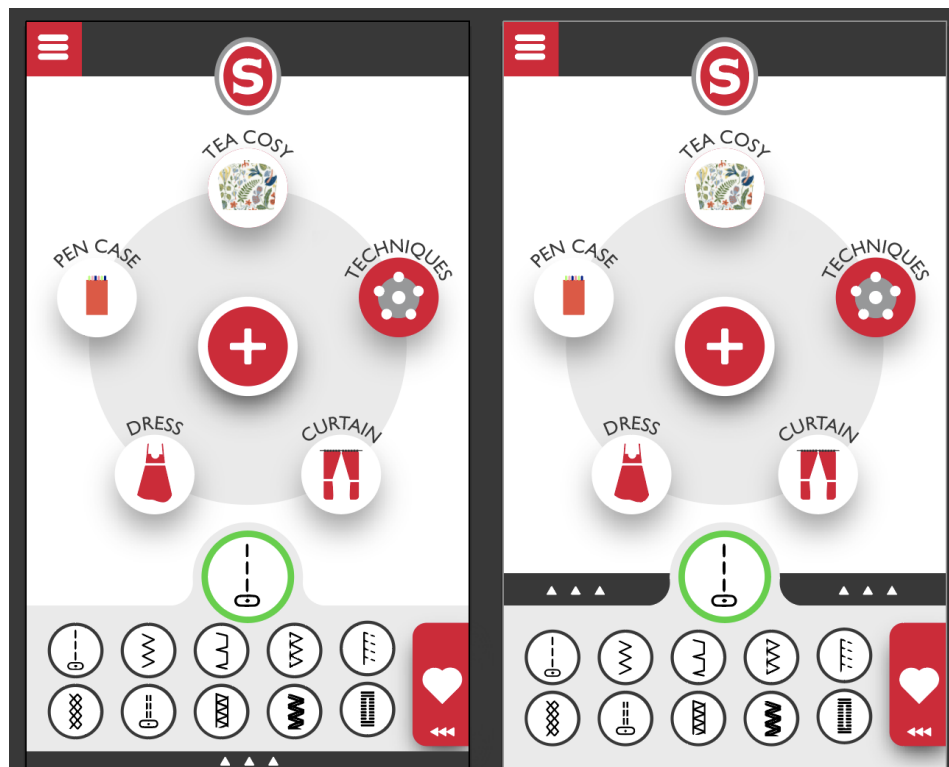 S
TEA COSY
PEN CASE
TECHNIQUES
DRESS
CURTAIN
S
TEA COSY
PEN CASE
TECHNIQUES
DRESS
CURTAIN